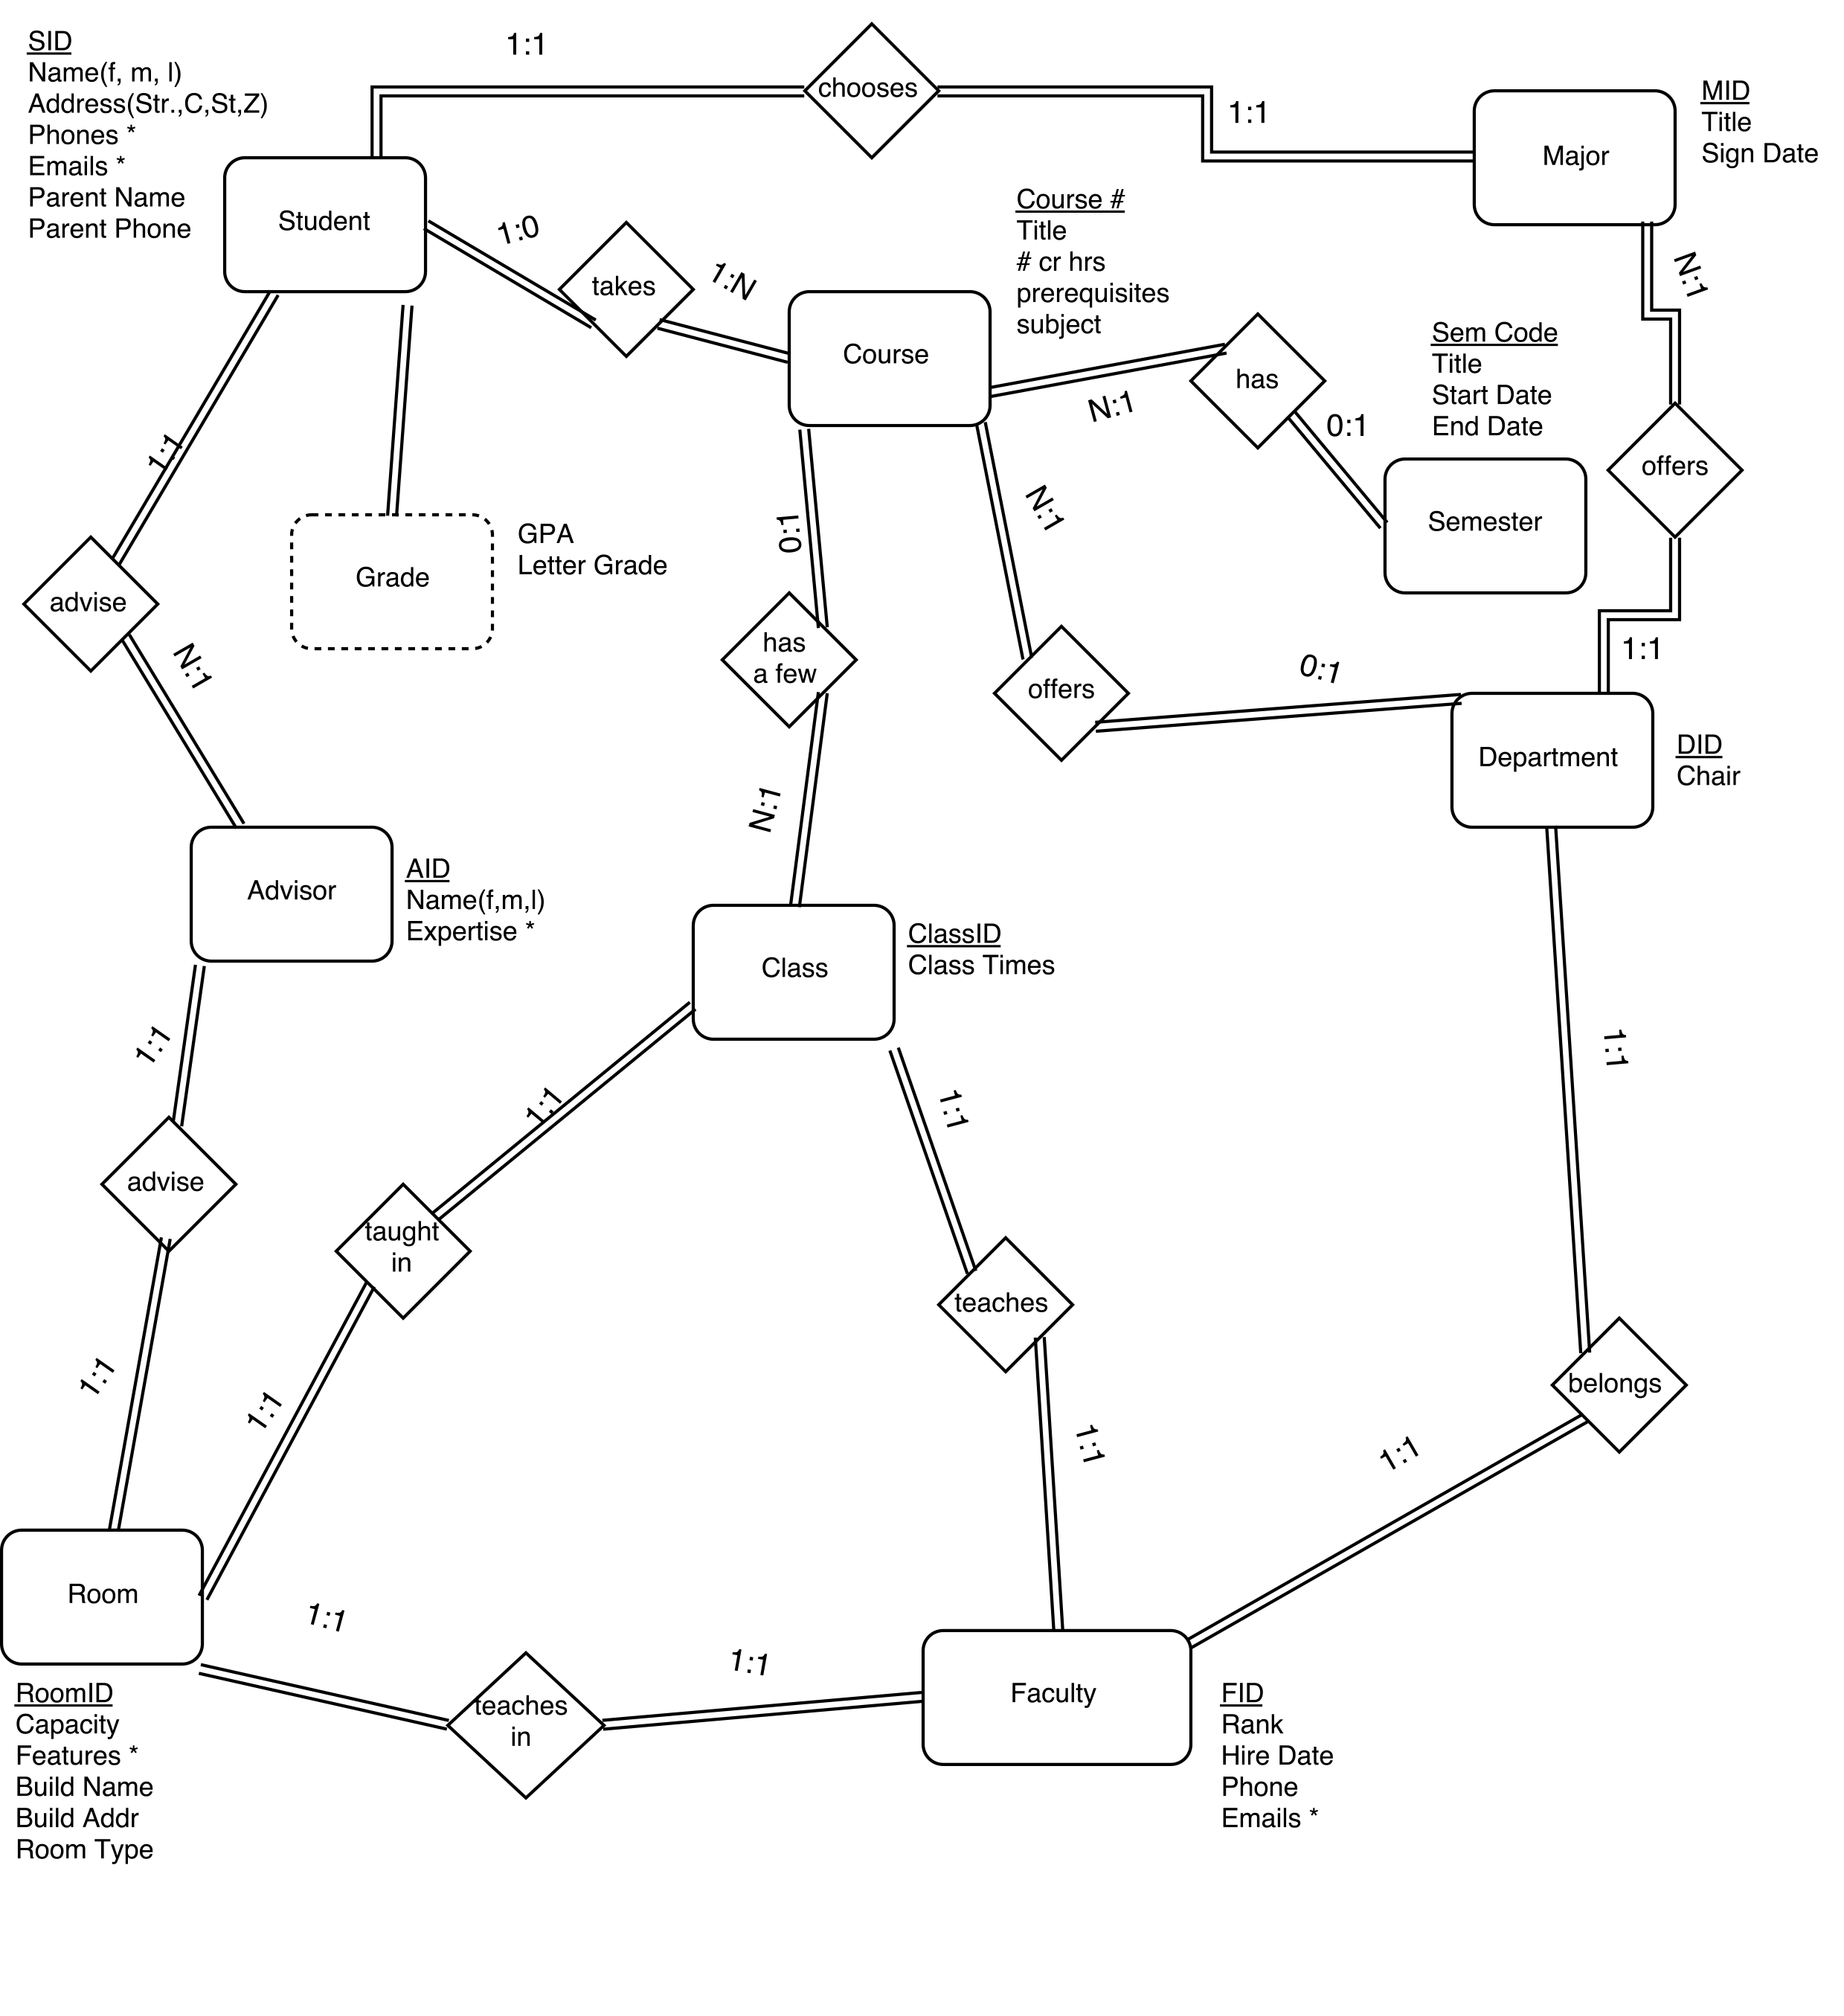 SID
Name(f, m, l)
Address(Str.,C,St,Z)
Phones *
Emails *
Parent Name
Parent Phone
1:1
chooses
1:1
Major
MID
Title
Sign Date
Student
1:0
takes
1:N
Course #
Title
# cr hrs
prerequisites
subject
Course
N:1
has
0:1
Sem Code
Title
Start Date
End Date
Semester
N:1
offers
1:1
1:1
advise
N:1
Grade
GPA
Letter Grade
0:1
has
a few
N:1
N:1
offers
0:1
Department
DID
Chair
Advisor
AID
Name(f,m,l)
Expertise *
Class
ClassID
Class Times
1:1
advise
1:1
1:1
taught
in
1:1
1:1
teaches
1:1
1:1
belongs
1:1
Room
1:1
teaches
in
1:1
Faculty
RoomID
Capacity
Features *
Build Name
Build Addr
Room Type
FID
Rank
Hire Date
Phone
Emails *